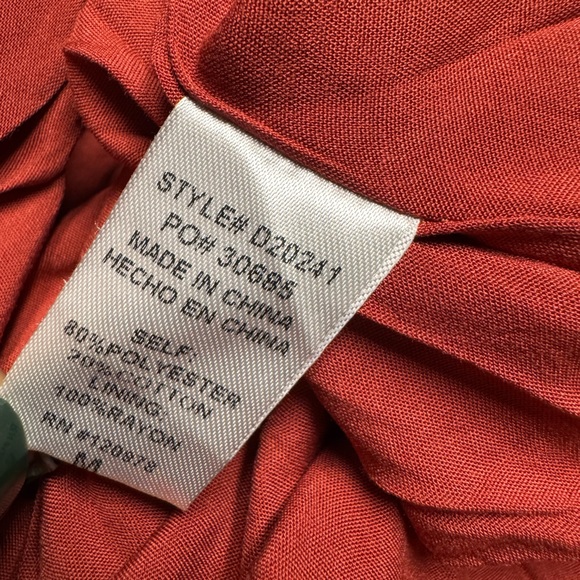 STYLE# D20241
PO# 30685
MADE IN CHINA
HECHO EN CHINA
SELF:
80%POLYESTER
20%COTTON
LINING:
100%RAYON
RN #120978
M